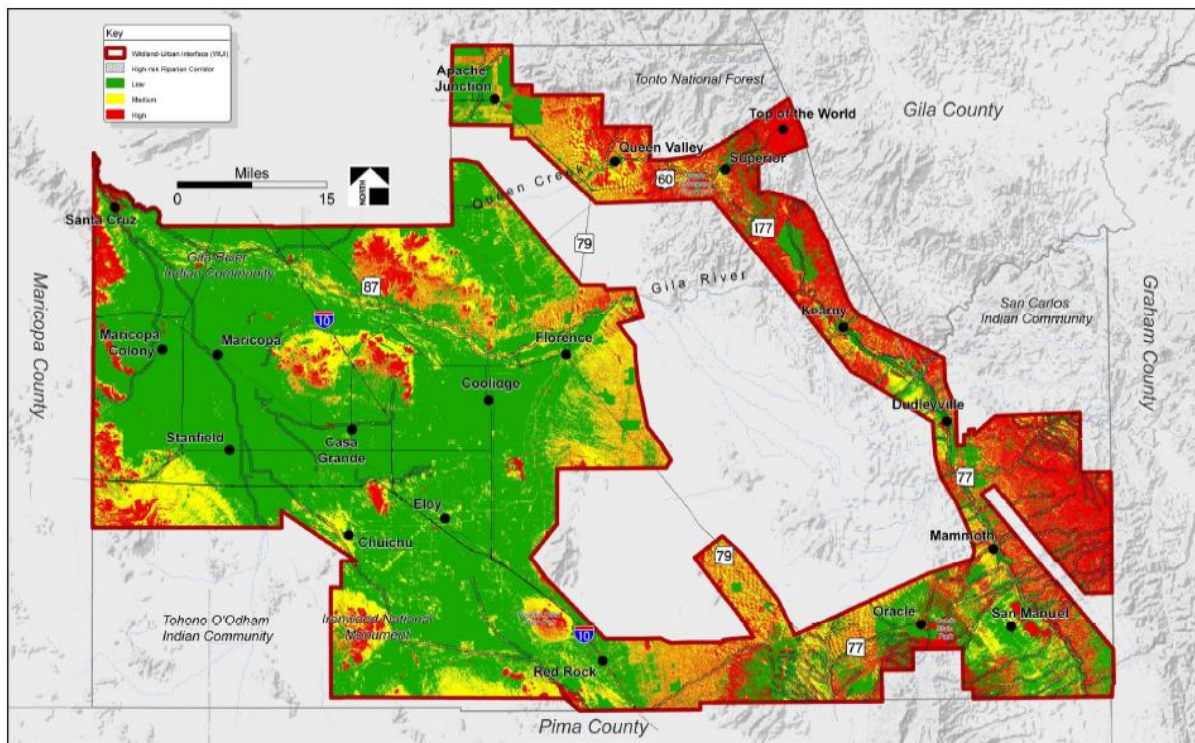 Key
Wildland-Urban Interface (WUI)
High-risk Riparian Corridor
Low
Medium
High
Miles
0
15
NORTH
Apache
Junction
Tonto National Forest
Top of the World
Gila County
Queen Valley
Superior
60
Queen Creek
177
79
Santa Cruz
Gila River
Indian Community
87
Gila River
10
Maricopa County
Maricopa
Colony
Maricopa
Florence
Kearny
San Carlos
Indian Community
Graham County
Coolidge
Dudleyville
Stanfield
Casa
Grande
77
Eloy
Chuichu
Mammoth
79
Tohono O'Odham
Indian Community
Ironwood National
Monument
10
Oracle
San Manuel
77
Red Rock
Pima County